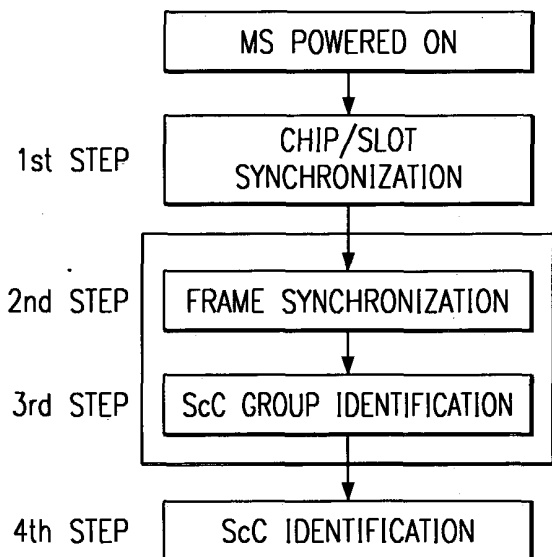 MS POWERED ON
1st STEP
CHIP/SLOT
SYNCHRONIZATION
2nd STEP
FRAME SYNCHRONIZATION
3rd STEP
ScC GROUP IDENTIFICATION
4th STEP
ScC IDENTIFICATION